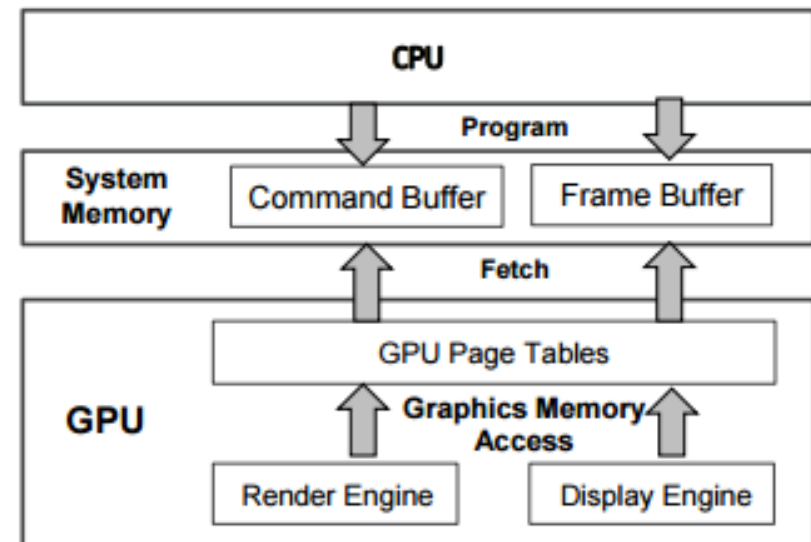 CPU
Program
System
Memory
Command Buffer
Frame Buffer
Fetch
GPU Page Tables
GPU
Graphics Memory
Access
Render Engine
Display Engine